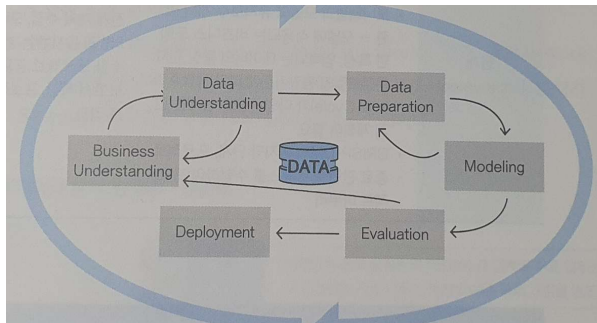 Data
Understanding
Data
Preparation
Business
Understanding
DATA
Modeling
Deployment
Evaluation